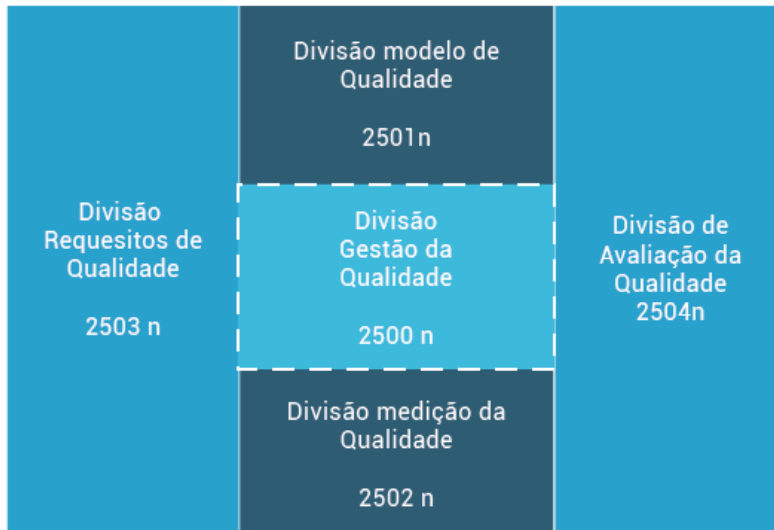 Divisão modelo de
Qualidade
2501n
Divisão
Requesitos de
Qualidade
2503 n
Divisão
Gestão da
Qualidade
2500 n
Divisão de
Avaliação da
Qualidade
2504n
Divisão medição da
Qualidade
2502 n